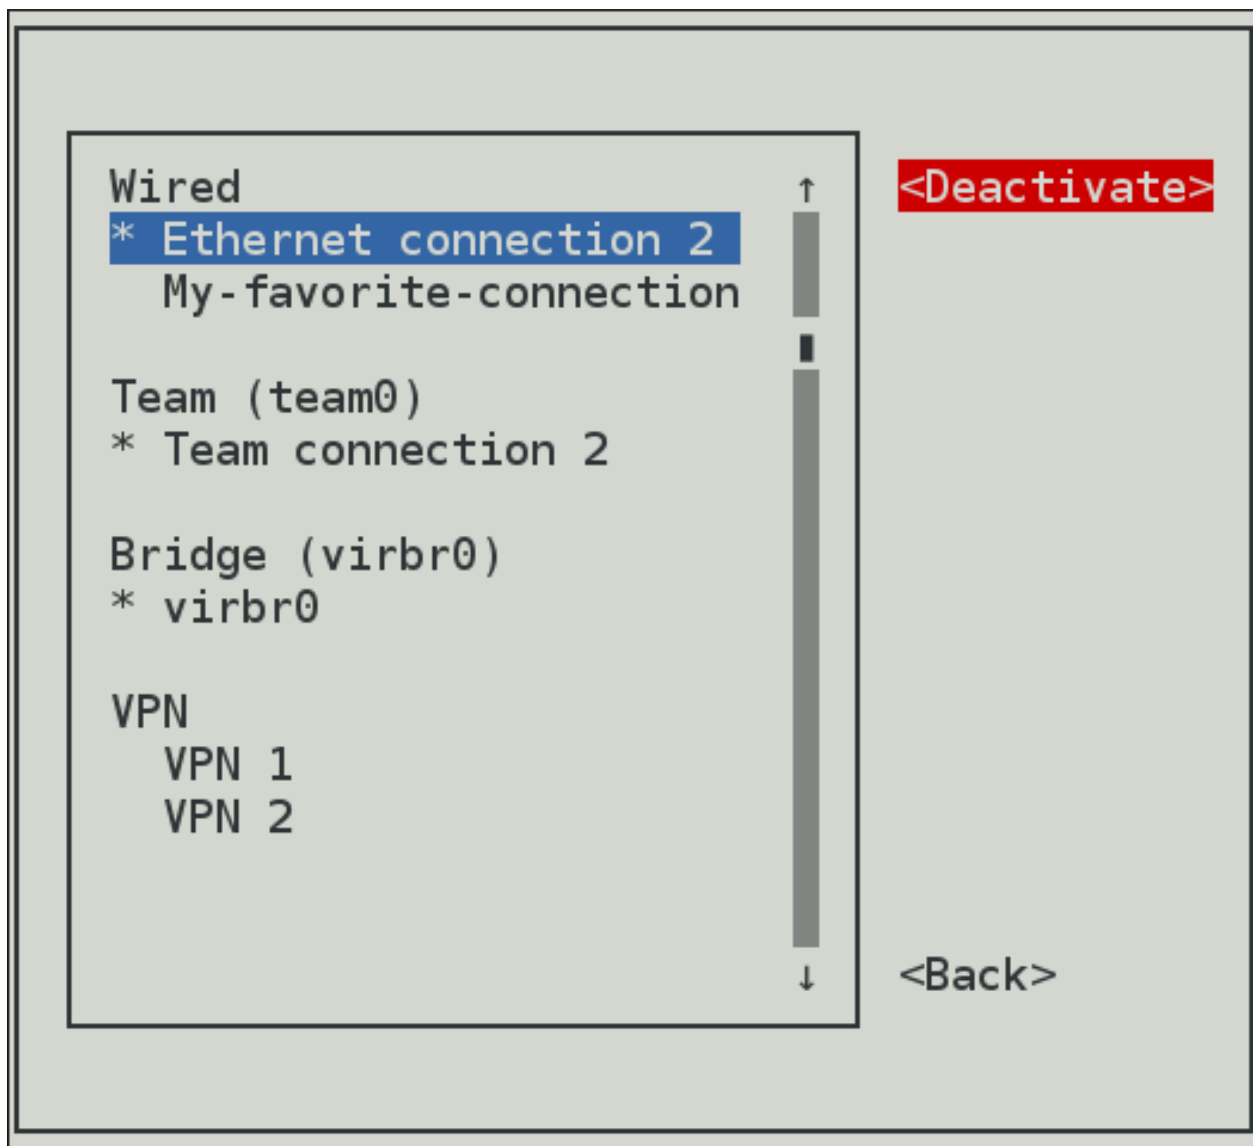 Wired
* Ethernet connection 2
My-favorite-connection
Team (team0)
* Team connection 2
Bridge (virbr0)
* virbr0
VPN
VPN 1
VPN 2
<Deactivate>
<Back>